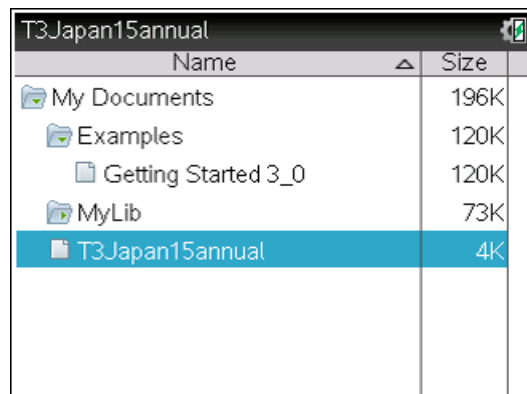 T3Japan15annual
Name Size
My Documents 196K
Examples 120K
Getting Started 3_0 120K
MyLib 73K
T3Japan15annual 4K